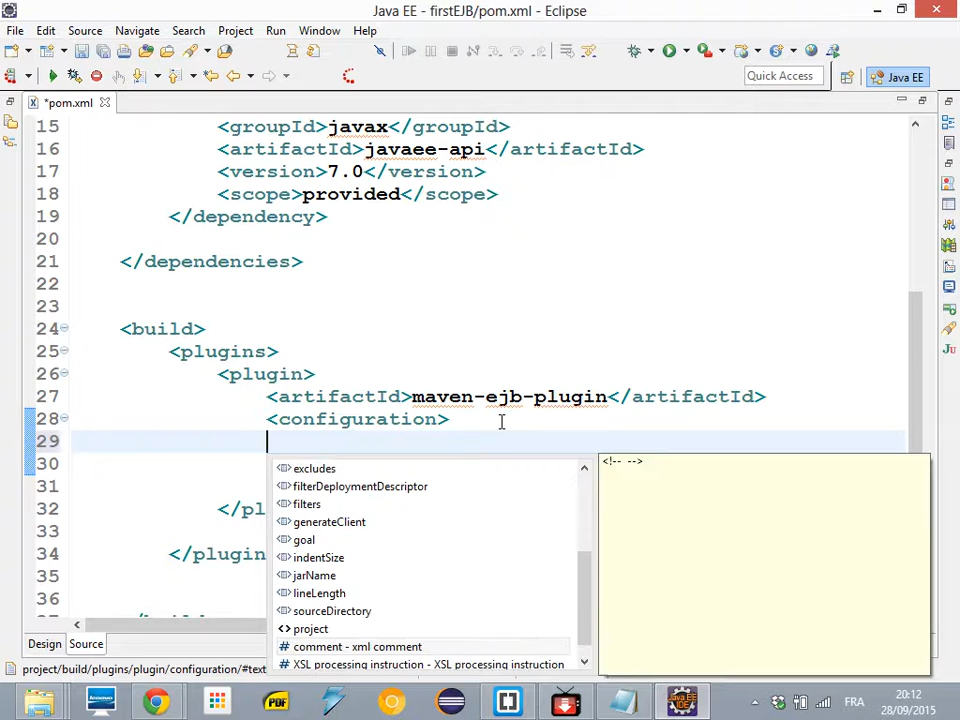 Java EE - firstEJB/pom.xml - Eclipse
File Edit Source Navigate Search Project Run Window Help
Quick Access
Java EE
*pom.xml
15 <groupId>javax</groupId>
16 <artifactId>javaee-api</artifactId>
17 <version>7.0</version>
18 <scope>provided</scope>
19 </dependency>
20
21 </dependencies>
22
23
24 <build>
25 <plugins>
26 <plugin>
27 <artifactId>maven-ejb-plugin</artifactId>
28 <configuration>
29
30
31
32 </pl
33
34 </plugin
35
36
excludes
filterDeploymentDescriptor
filters
generateClient
goal
indentSize
jarName
lineLength
sourceDirectory
project
# comment - xml comment
# XSL processing instruction - XSL processing instruction
<!-- -->
Design Source
project/build/plugins/plugin/configuration/#text
PDF
Java EE
IDE
FRA
20:12
28/09/2015